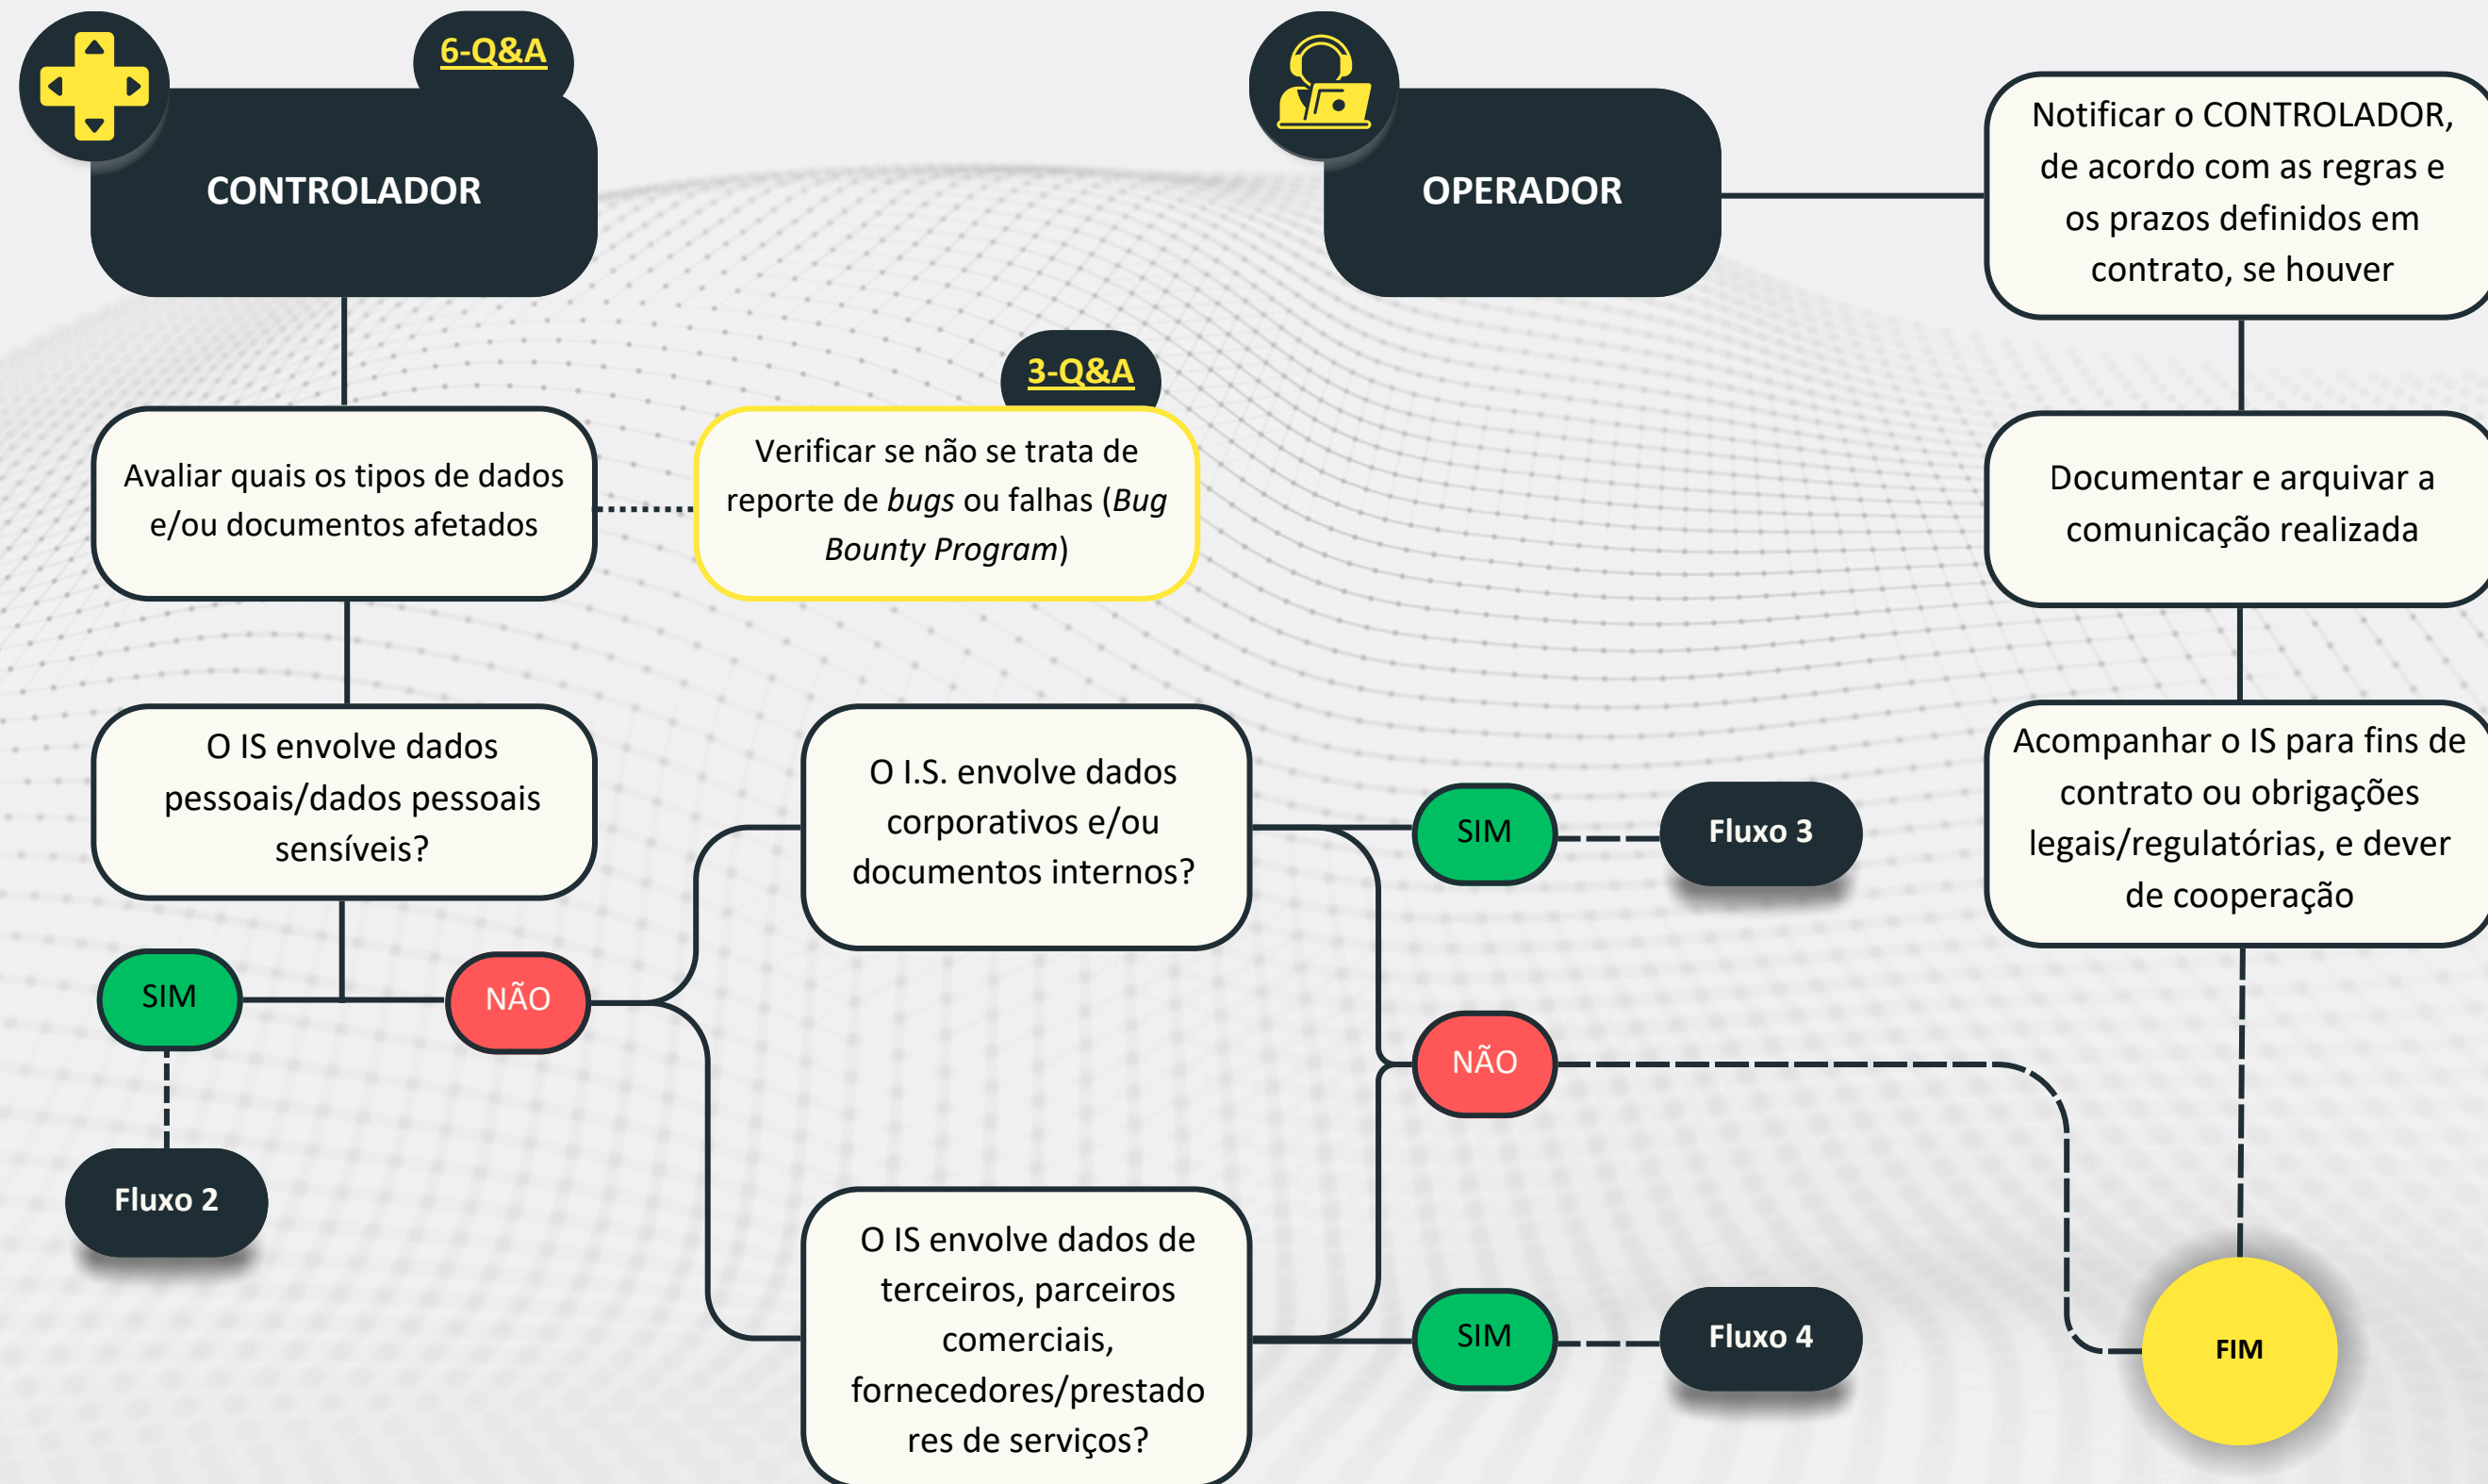 6-Q&A
CONTROLADOR
OPERADOR
Notificar o CONTROLADOR,
de acordo com as regras e
os prazos definidos em
contrato, se houver
3-Q&A
Avaliar quais os tipos de dados
e/ou documentos afetados
Verificar se não se trata de
reporte de bugs ou falhas (Bug
Bounty Program)
Documentar e arquivar a
comunicação realizada
O IS envolve dados
pessoais/dados pessoais
sensíveis?
O I.S. envolve dados
corporativos e/ou
documentos internos?
SIM
Fluxo 3
Acompanhar o IS para fins de
contrato ou obrigações
legais/regulatórias, e dever
de cooperação
SIM
NÃO
NÃO
Fluxo 2
O IS envolve dados de
terceiros, parceiros
comerciais,
fornecedores/prestado
res de serviços?
SIM
Fluxo 4
FIM